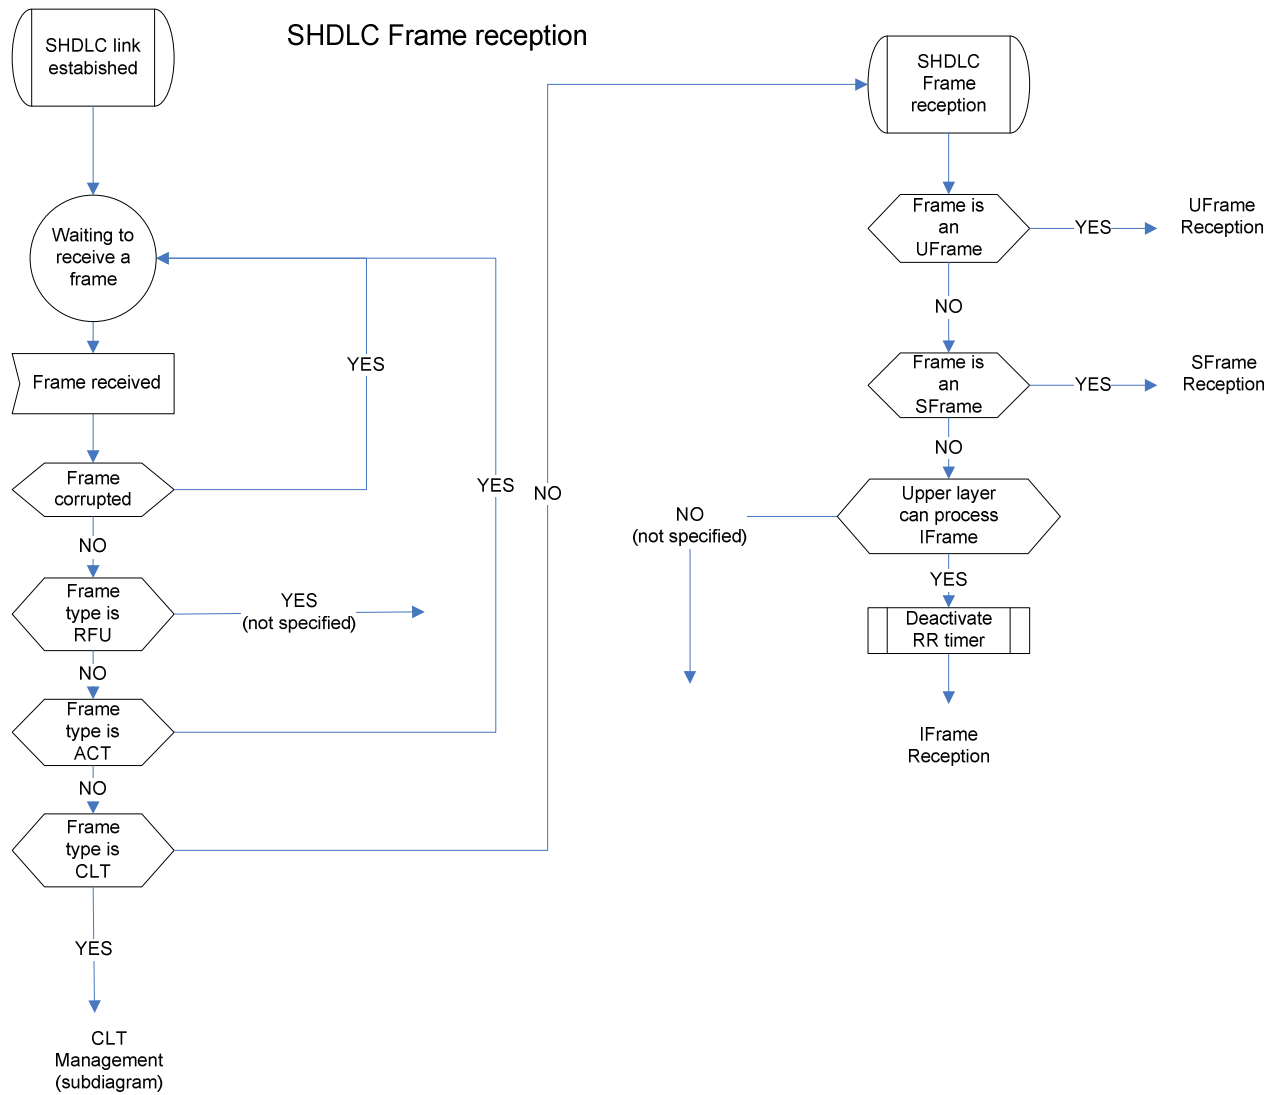 SHDLC Frame reception
SHDLC link
estabished
Waiting to
receive a
frame
YES
Frame received
Frame
corrupted
YES
NO
NO
Frame
type is
RFU
YES
(not specified)
NO
Frame
type is
ACT
NO
Frame
type is
CLT
YES
CLT
Management
(subdiagram)
SHDLC
Frame
reception
Frame is
an
UFrame
YES
UFrame
Reception
NO
Frame is
an
SFrame
YES
SFrame
Reception
NO
Upper layer
can process
IFrame
NO
(not specified)
YES
Deactivate
RR timer
IFrame
Reception